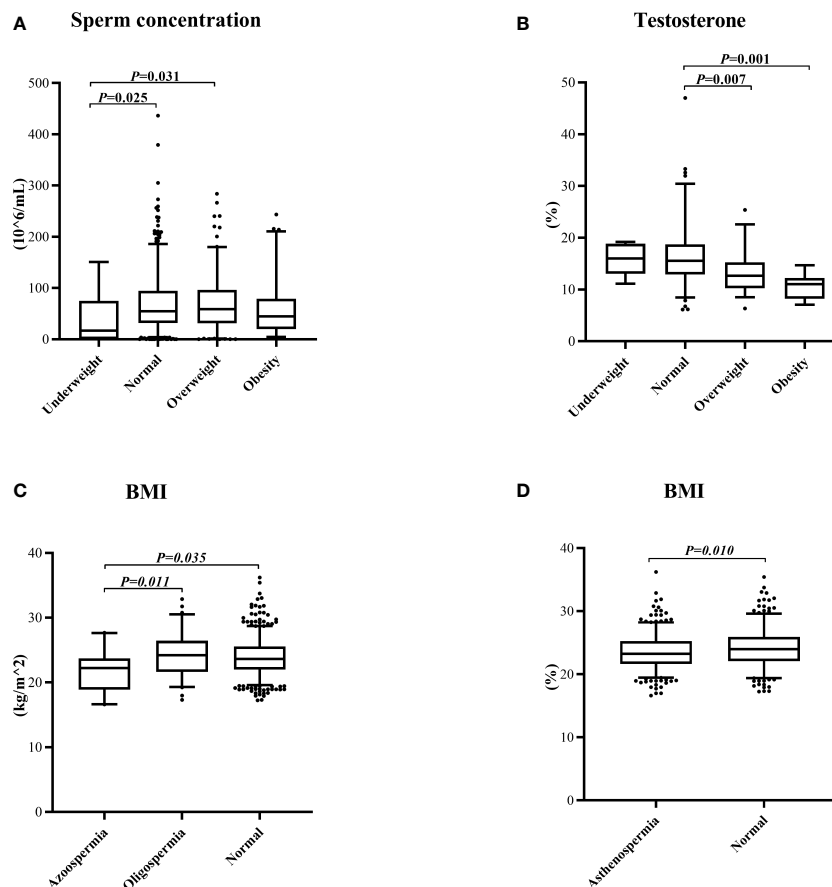 A
Sperm concentration
P=0.031
P=0.025
500
400
300
200
100
0
(10^6/mL)
Underweight
Normal
Overweight
Obesity
B
Testosterone
P=0.001
P=0.007
50
40
30
20
10
0
(%)
Underweight
Normal
Overweight
Obesity
C
BMI
P=0.035
P=0.011
40
30
20
10
0
(kg/m^2)
Azoospermia
Oligospermia
Normal
D
BMI
P=0.010
40
30
20
10
0
(%)
Asthenospermia
Normal